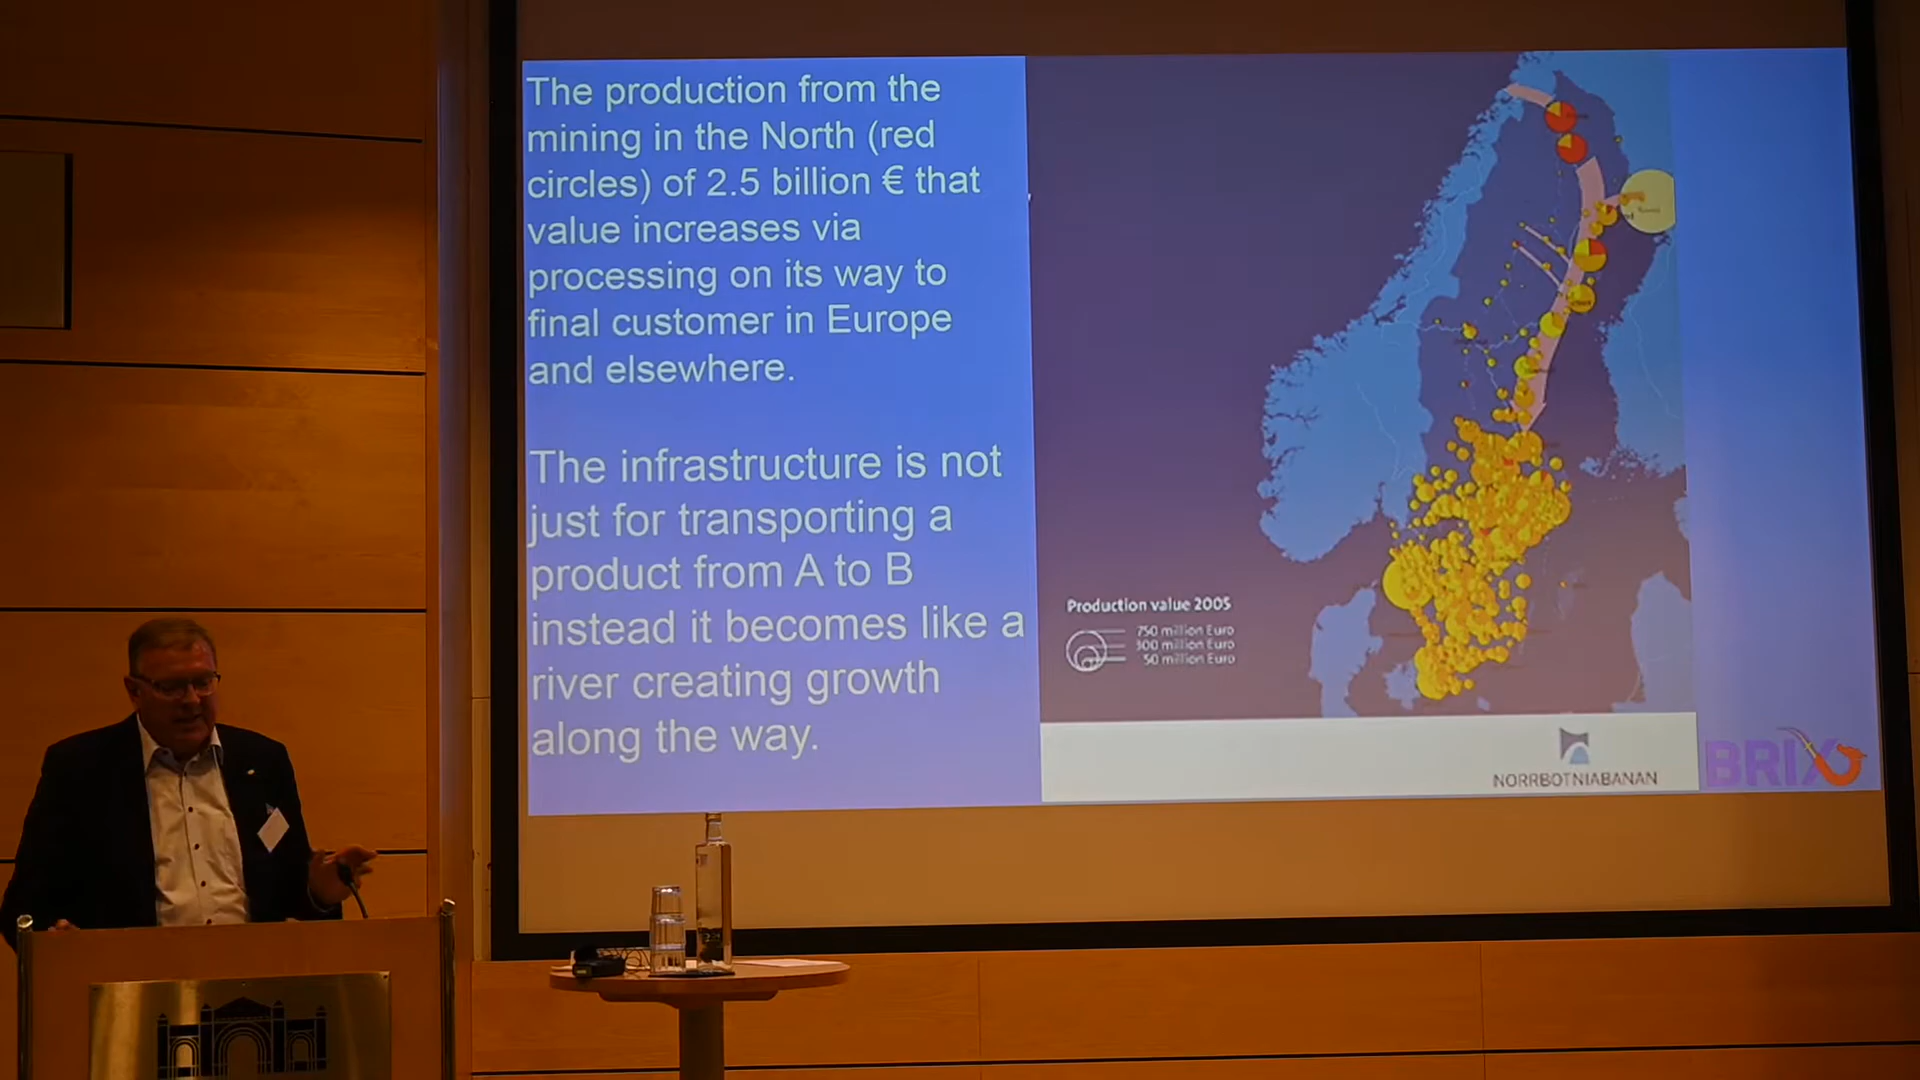 The production from the
mining in the North (red
circles) of 2.5 billion € that
value increases via
processing on its way to
final customer in Europe
and elsewhere.
The infrastructure is not
just for transporting a
product from A to B
instead it becomes like a
river creating growth
along the way.
Production value 2005
750 million Euro
300 million Euro
50 million Euro
NORRBOTNIABANAN
BRIX